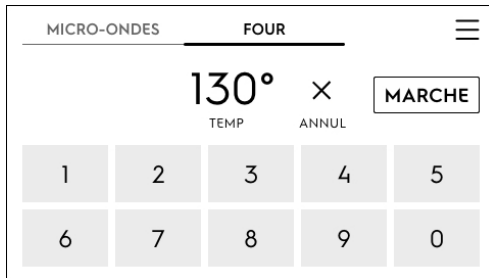 MICRO-ONDES FOUR
130° × MARCHE
TEMP ANNUL
1 2 3 4 5
6 7 8 9 0